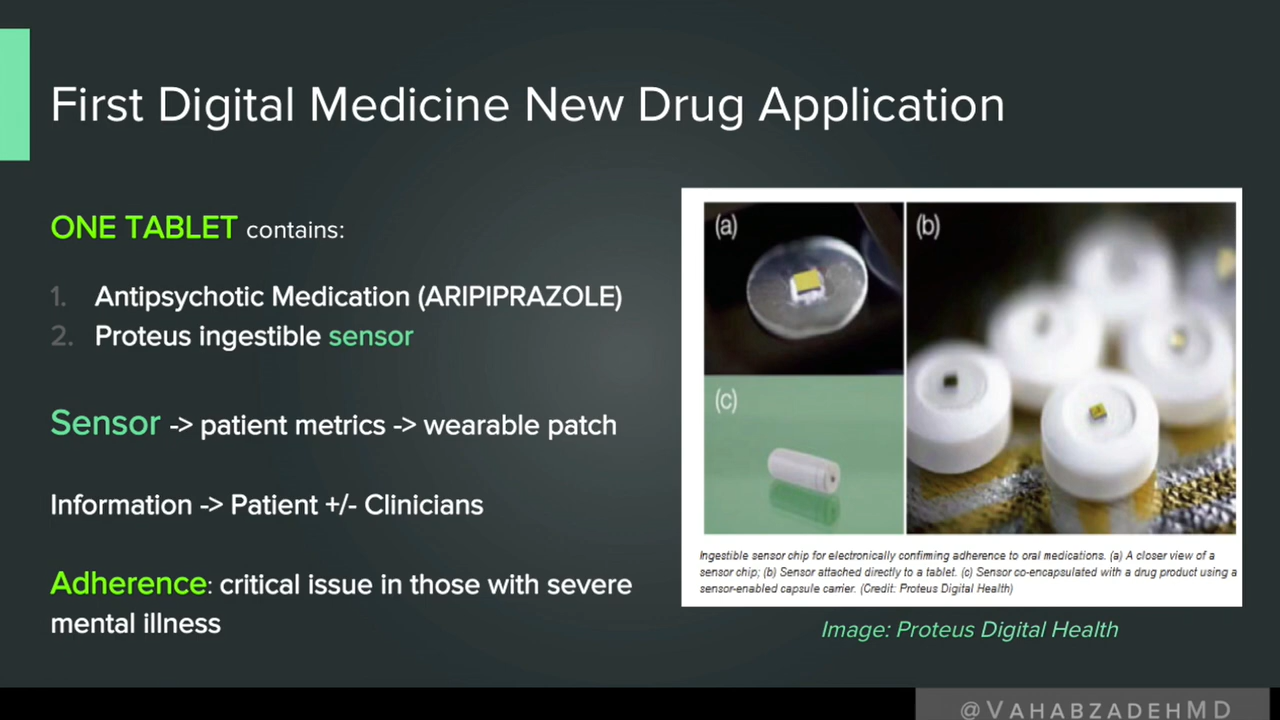 First Digital Medicine New Drug Application
ONE TABLET contains:
1. Antipsychotic Medication (ARIPIPRAZOLE)
2. Proteus ingestible sensor
Sensor -> patient metrics -> wearable patch
Information -> Patient +/- Clinicians
Adherence: critical issue in those with severe
mental illness
(a)
(b)
(c)
Ingestible sensor chip for electronically confirming adherence to oral medications. (a) A closer view of a
sensor chip; (b) Sensor attached directly to a tablet. (c) Sensor co-encapsulated with a drug product using a
sensor-enabled capsule carrier. (Credit: Proteus Digital Health)
Image: Proteus Digital Health
@VAHABZADEHMD